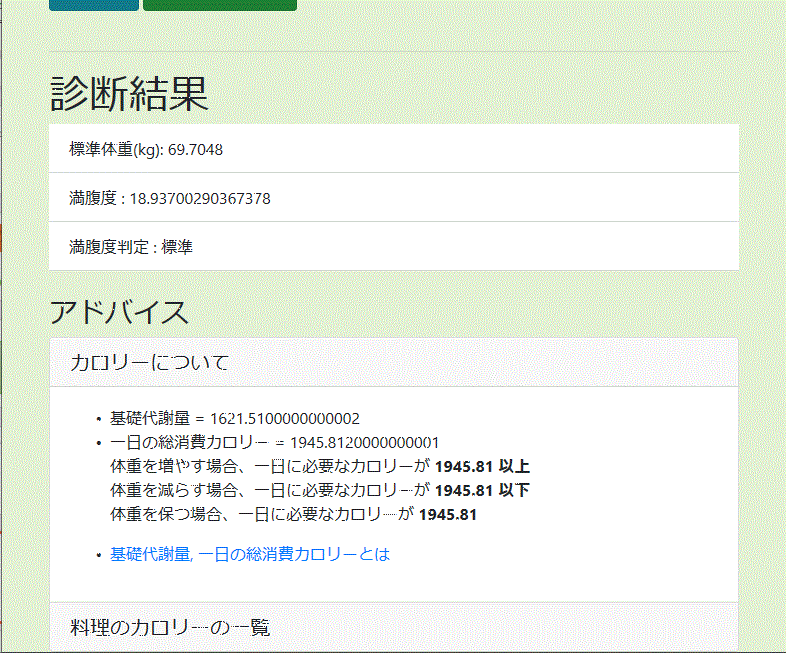 診断結果
標準体重(kg): 69.7048
満腹度 : 18.93700290367378
満腹度判定 : 標準
アドバイス
カロリーについて
• 基礎代謝量 = 1621.5100000000002
• 一日の総消費カロリー = 1945.8120000000001
体重を増やす場合、一日に必要なカロリーが 1945.81 以上
体重を減らす場合、一日に必要なカロリーが 1945.81 以下
体重を保つ場合、一日に必要なカロリーが 1945.81
• 基礎代謝量, 一日の総消費カロリーとは
料理のカロリーの一覧